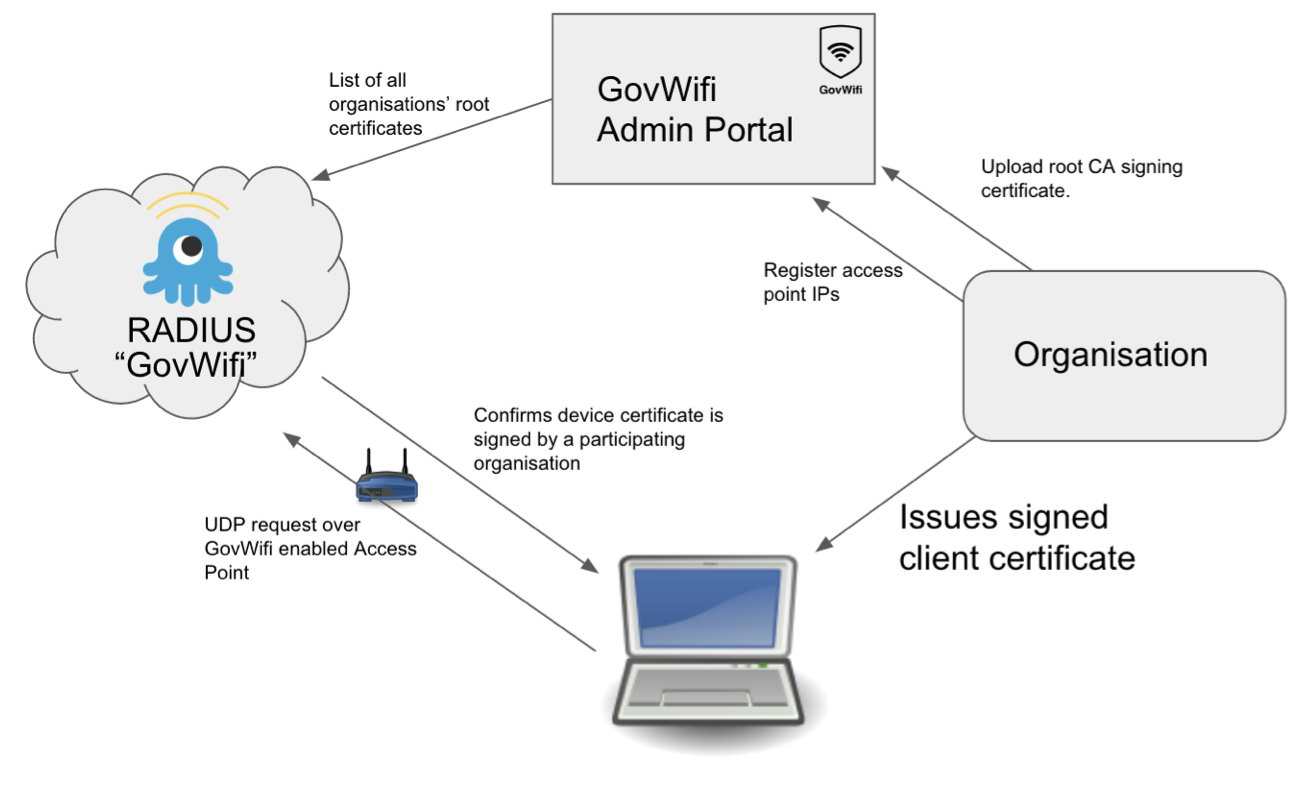 GovWifi
Admin Portal
GovWifi
List of all
organisations’ root
certificates
Upload root CA signing
certificate.
Register access
point IPs
RADIUS
“GovWifi”
Organisation
Confirms device certificate is
signed by a participating
organisation
UDP request over
GovWifi enabled Access
Point
Issues signed
client certificate